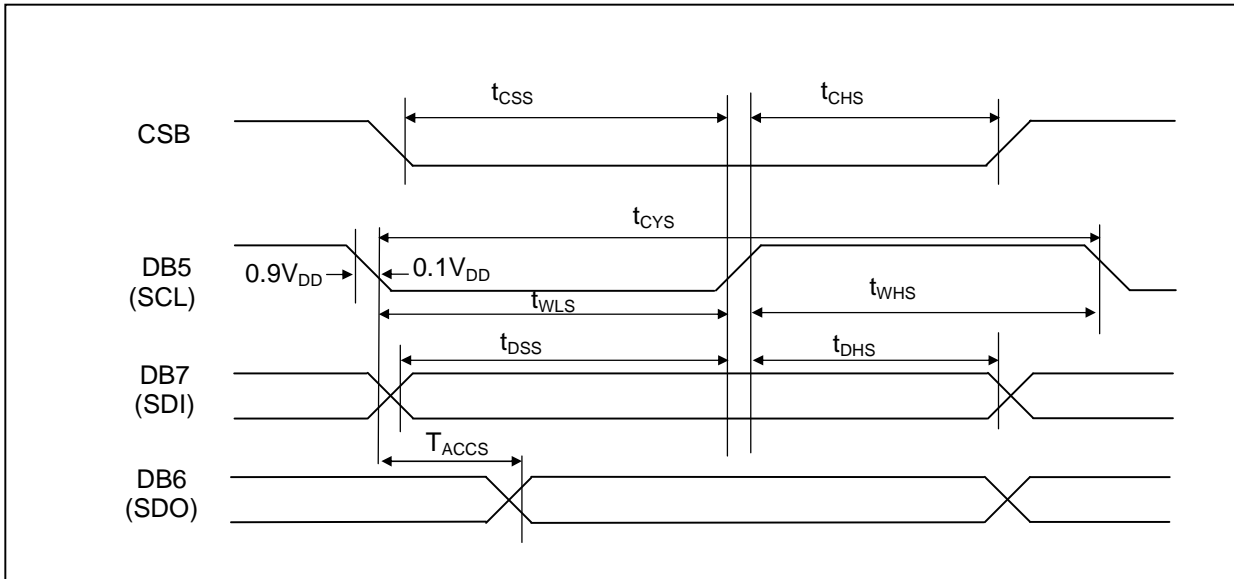 tCSS
tCHS
CSB
tCYS
DB5
(SCL)
0.9VDD
0.1VDD
tWLS
tWHS
tDSS
tDHS
DB7
(SDI)
TACCS
DB6
(SDO)